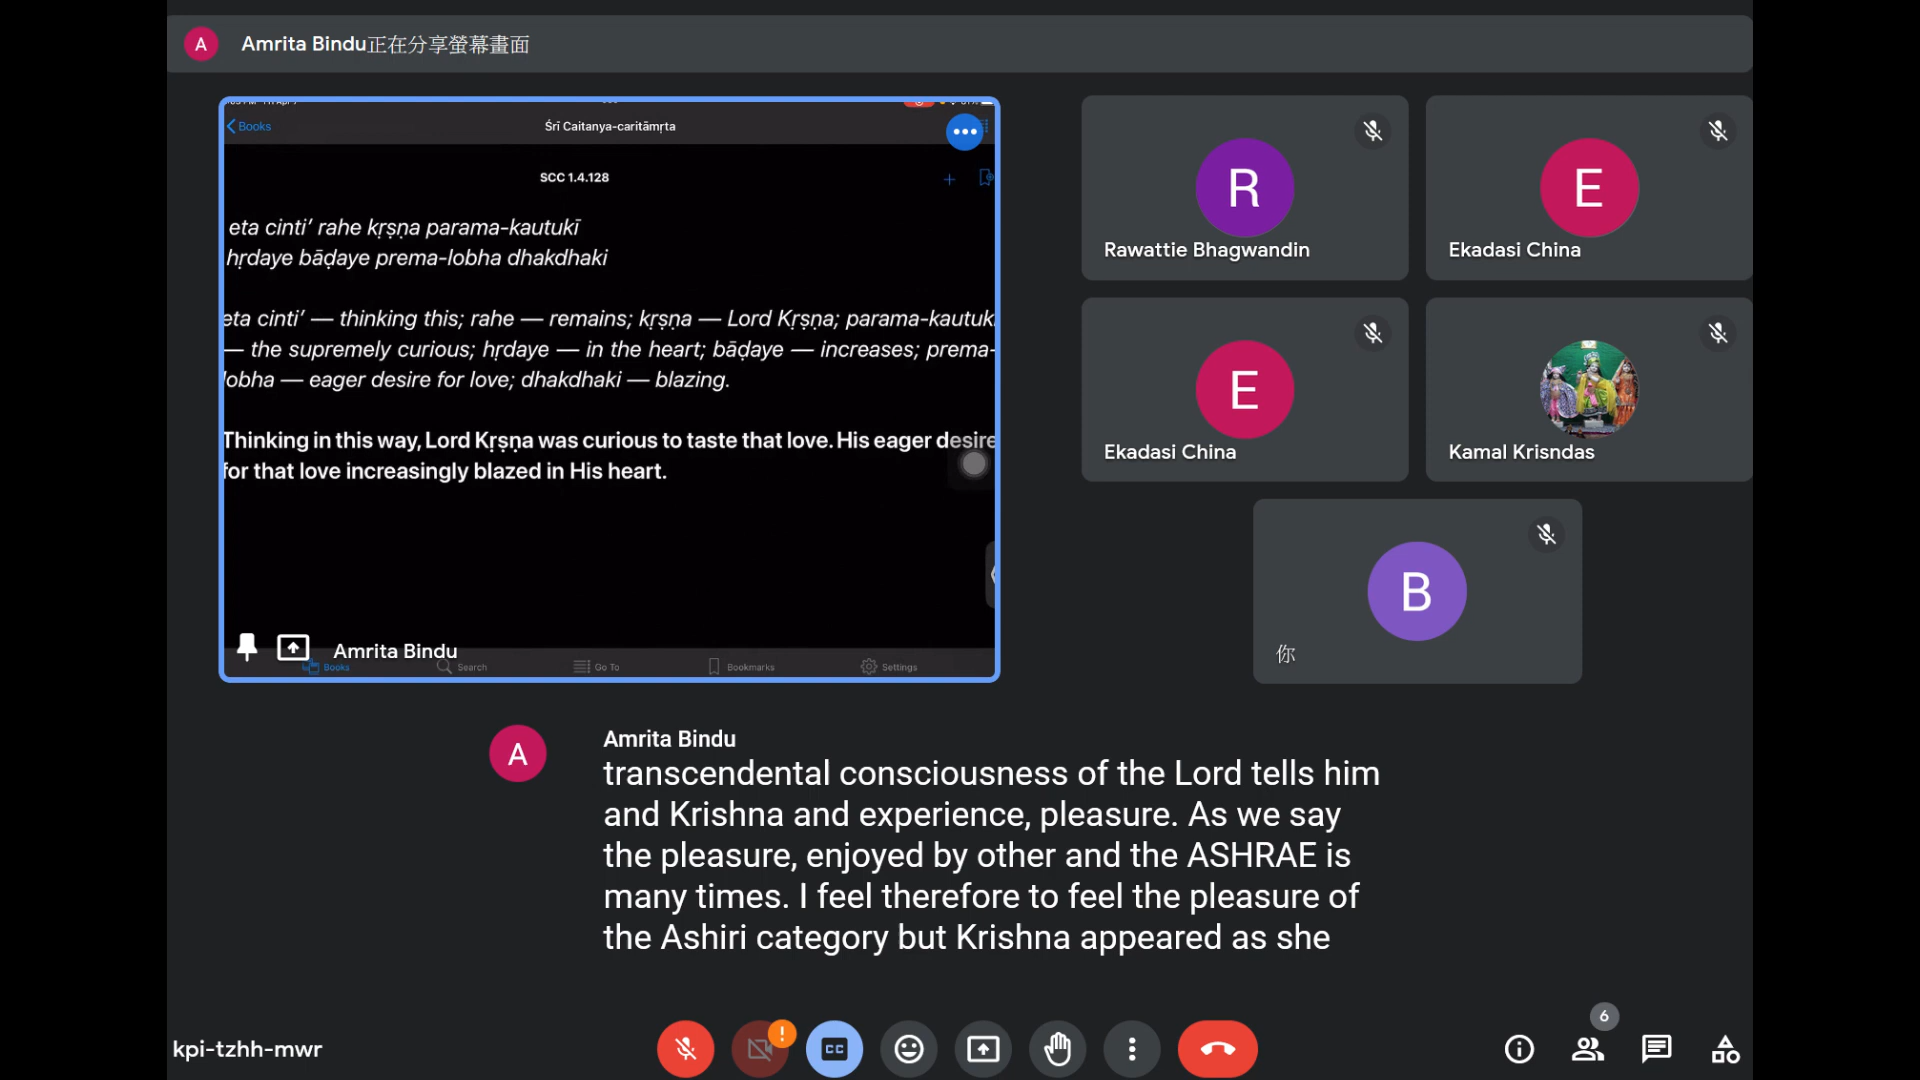 A Amrita Bindu正在分享螢幕畫面
Books
Śrī Caitanya-caritāmṛta
SCC 1.4.128
eta cinti' rahe kṛṣṇa parama-kautukī
hṛdaye bāḍaye prema-lobha dhakdhaki
eta cinti' — thinking this; rahe — remains; kṛṣṇa — Lord Kṛṣṇa; parama-kautuk
— the supremely curious; hṛdaye — in the heart; bāḍaye — increases; prema-
lobha — eager desire for love; dhakdhaki — blazing.
Thinking in this way, Lord Kṛṣṇa was curious to taste that love. His eager desire
for that love increasingly blazed in His heart.
Amrita Bindu
Books Search Go To Bookmarks Settings
R
Rawattie Bhagwandin
E
Ekadasi China
E
Ekadasi China
Kamal Krisndas
B
你
A
Amrita Bindu
transcendental consciousness of the Lord tells him
and Krishna and experience, pleasure. As we say
the pleasure, enjoyed by other and the ASHRAE is
many times. I feel therefore to feel the pleasure of
the Ashiri category but Krishna appeared as she
kpi-tzhh-mwr
CC
6